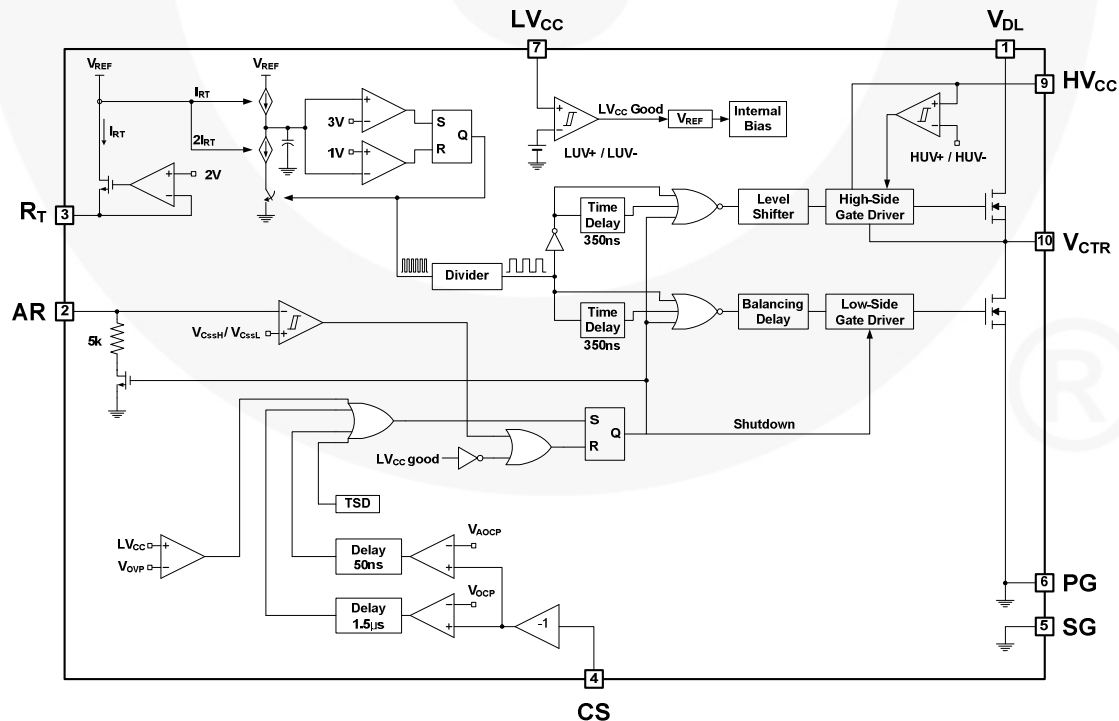 LVCC
VDL
7
1
HVCC
9
VREF
VREF
IRT
IRT
2IRT
3V
1V
S
R
Q
2V
RT
3
LVCC Good
VREF
Internal
Bias
LUV+ / LUV-
HUV+ / HUV-
Time
Delay
350ns
Level
Shifter
High-Side
Gate Driver
10
VCTR
Divider
AR
2
5k
VCssH / VCssL
Time
Delay
350ns
Balancing
Delay
Low-Side
Gate Driver
®
S
R
Q
Shutdown
LVCC good
TSD
LVCC
VOVP
Delay
50ns
VAOCP
Delay
1.5μs
VOCP
-1
6
PG
5
SG
4
CS